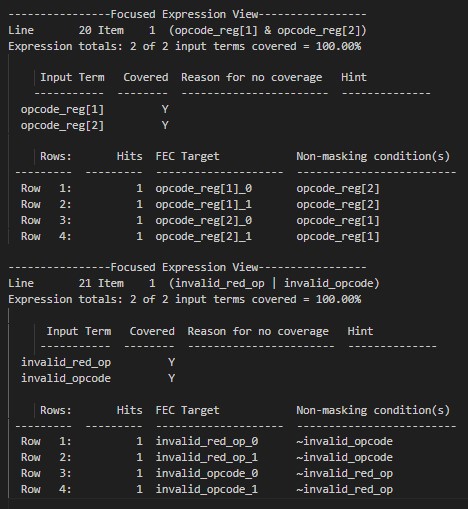 ----------------Focused Expression View-----------------
Line       20 Item    1  (opcode_reg[1] & opcode_reg[2])
Expression totals: 2 of 2 input terms covered = 100.00%
Input Term   Covered  Reason for no coverage   Hint
-----------  --------  -----------------------  --------------
opcode_reg[1]         Y
opcode_reg[2]         Y
Rows:       Hits  FEC Target            Non-masking condition(s)
---------  ---------  --------------------  -------------------------
Row   1:          1  opcode_reg[1]_0       opcode_reg[2]
Row   2:          1  opcode_reg[1]_1       opcode_reg[2]
Row   3:          1  opcode_reg[2]_0       opcode_reg[1]
Row   4:          1  opcode_reg[2]_1       opcode_reg[1]
----------------Focused Expression View-----------------
Line       21 Item    1  (invalid_red_op | invalid_opcode)
Expression totals: 2 of 2 input terms covered = 100.00%
Input Term   Covered  Reason for no coverage   Hint
-----------  --------  -----------------------  --------------
invalid_red_op         Y
invalid_opcode         Y
Rows:       Hits  FEC Target            Non-masking condition(s)
---------  ---------  --------------------  -------------------------
Row   1:          1  invalid_red_op_0      ~invalid_opcode
Row   2:          1  invalid_red_op_1      ~invalid_opcode
Row   3:          1  invalid_opcode_0      ~invalid_red_op
Row   4:          1  invalid_opcode_1      ~invalid_red_op